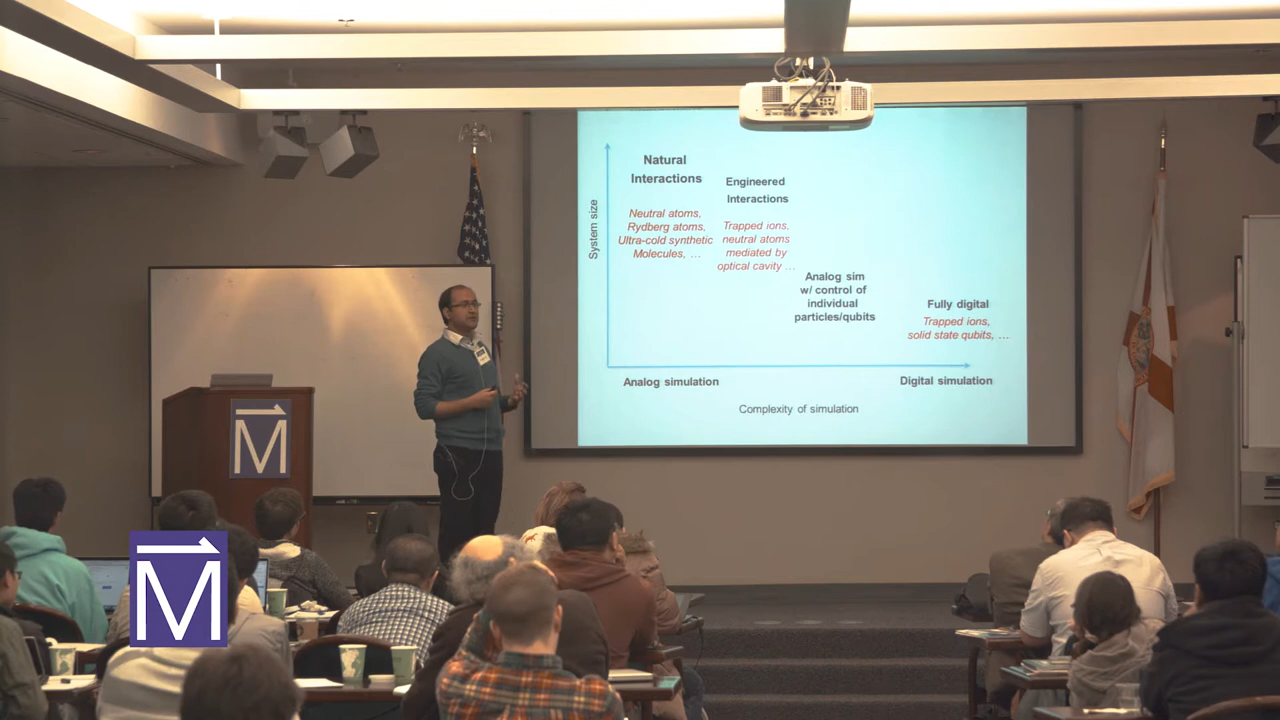 Natural
Interactions
Neutral atoms,
Rydberg atoms.
Ultra-cold synthetic
Molecules, …
Engineered
Interactions
Trapped ions.
neutral atoms
mediated by
optical cavity …
Analog sim
w/ control of
individual
particles/qubits
Fully digital
Trapped ions,
solid state qubits, …
System size
Analog simulation
Digital simulation
Complexity of simulation
M
M